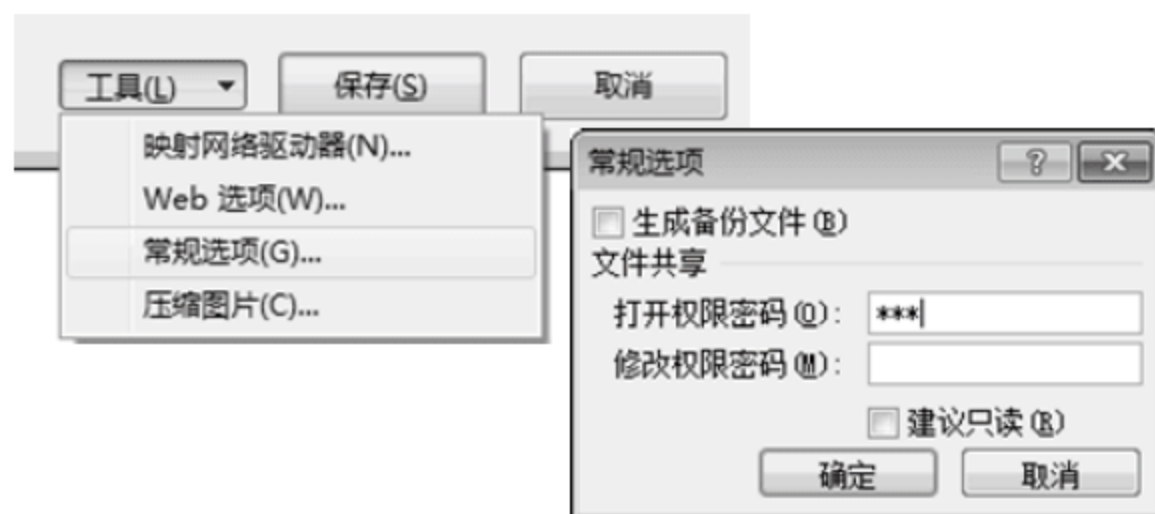 工具(L)
保存(S)
取消
映射网络驱动器(N)...
Web 选项(W)...
常规选项(G)...
压缩图片(C)...
常规选项
生成备份文件(B)
文件共享
打开权限密码(O): ***
修改权限密码(M):
建议只读(R)
确定
取消